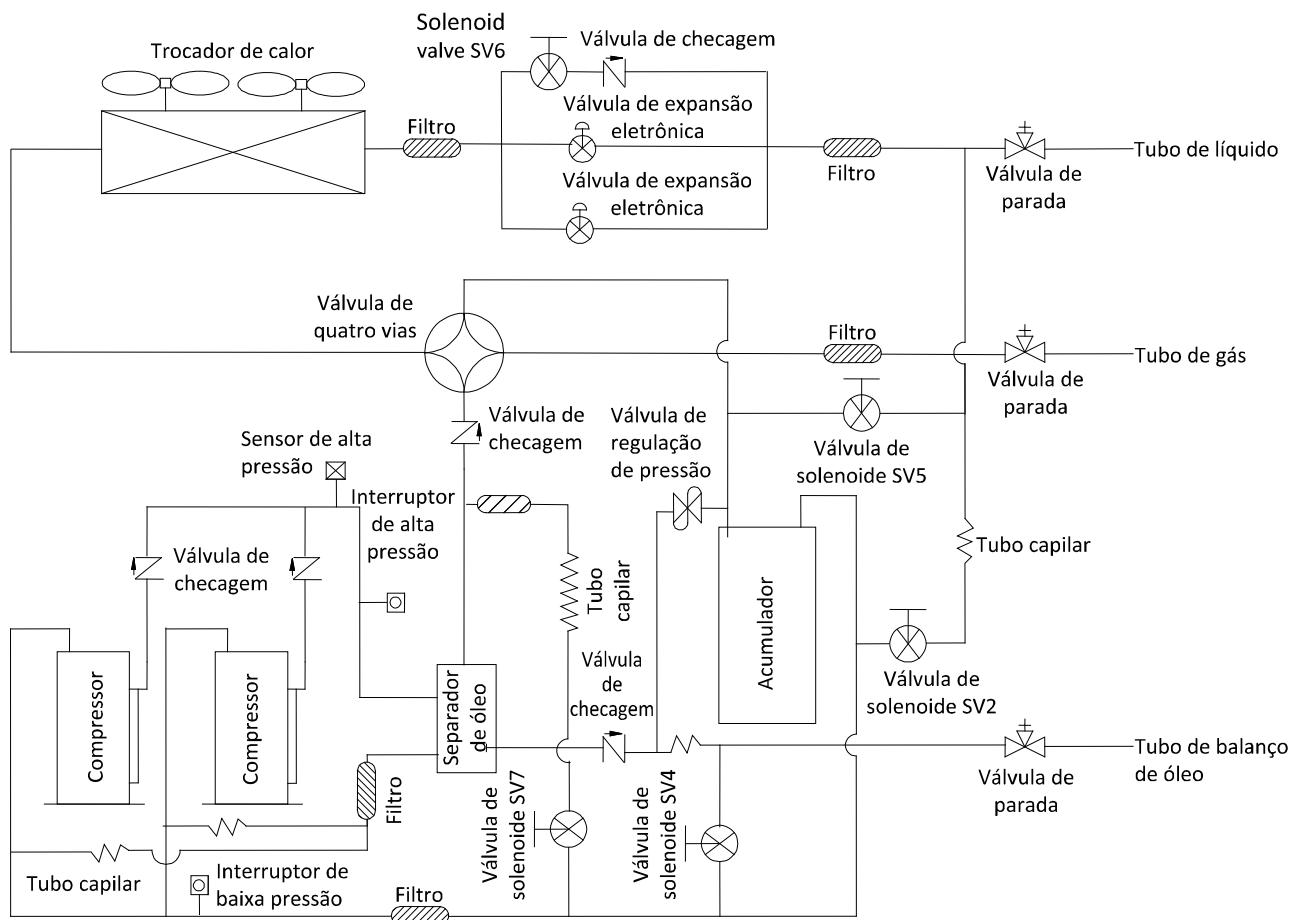 Solenoid
valve SV6
Válvula de checagem
Trocador de calor
Filtro
Válvula de expansão
eletrônica
Válvula de expansão
eletrônica
Filtro
Válvula de
parada
Tubo de líquido
Válvula de
quatro vias
Filtro
Válvula de
parada
Tubo de gás
Válvula de
checagem
Válvula de
regulação
de pressão
Válvula de
solenoide SV5
Sensor de alta
pressão
Interruptor
de alta
pressão
Válvula de
checagem
Tubo
capilar
Tubo capilar
Compressor
Compressor
Separador
de óleo
Válvula
de
checagem
Acumulador
Válvula de
solenoide SV2
Filtro
Válvula de
solenoide SV7
Válvula de
solenoide SV4
Válvula de
parada
Tubo de balanço
de óleo
Tubo capilar
Interruptor de
baixa pressão
Filtro